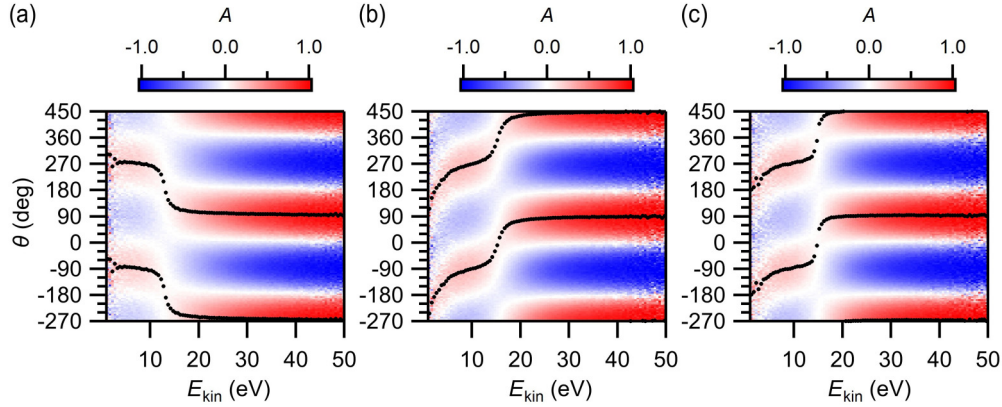 (a) (b) (c)
A A A
-1.0 0.0 1.0 -1.0 0.0 1.0 -1.0 0.0 1.0
450 450 450
360 360 360
270 270 270
180 180 180
90 90 90
0 0 0
-90 -90 -90
-180 -180 -180
-270 -270 -270
θ (deg)
10 20 30 40 50 10 20 30 40 50 10 20 30 40 50
Ekin (eV) Ekin (eV) Ekin (eV)